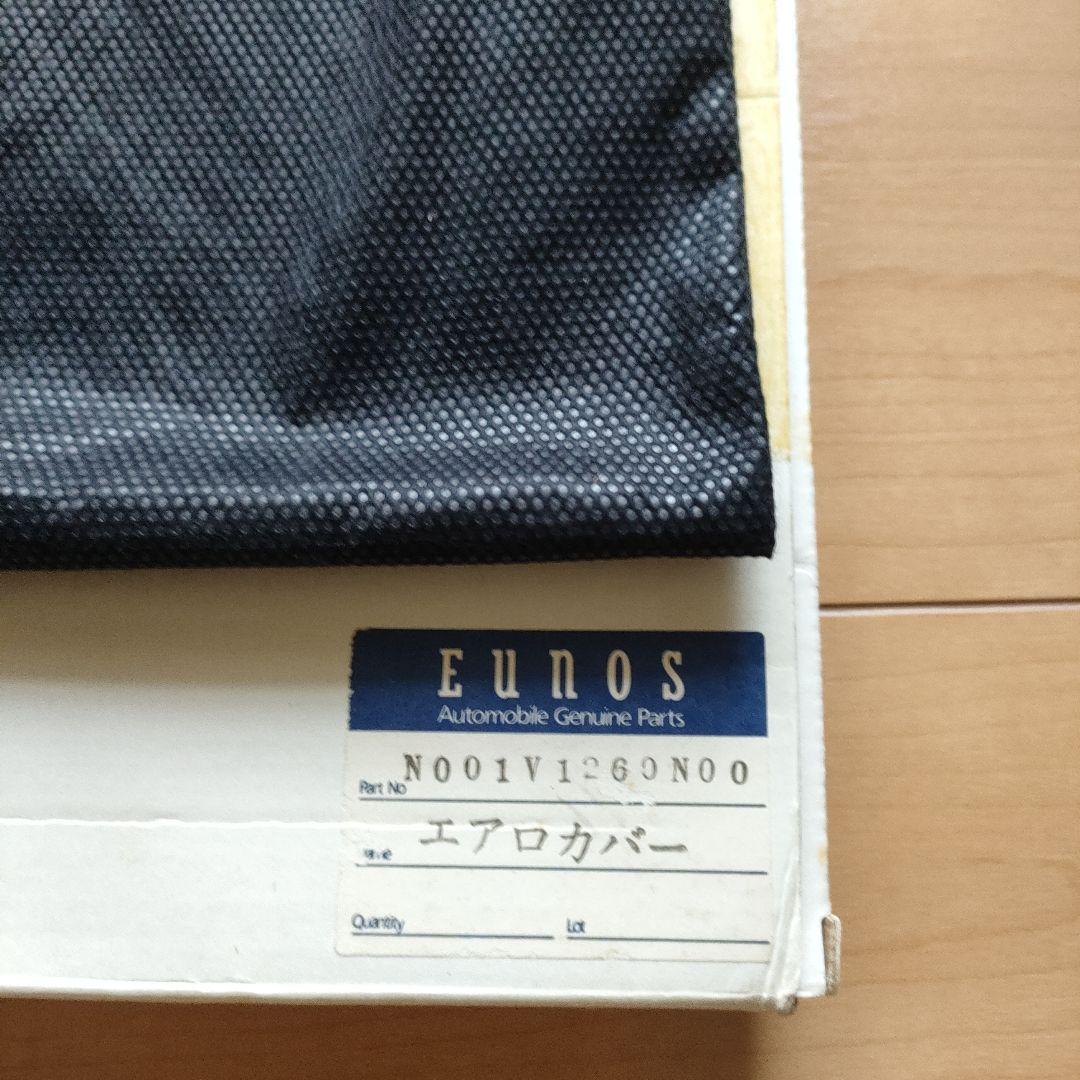 EUNOS
Automobile Genuine Parts
Part No N001V1260N00
エアロカバー
Quantity Lot